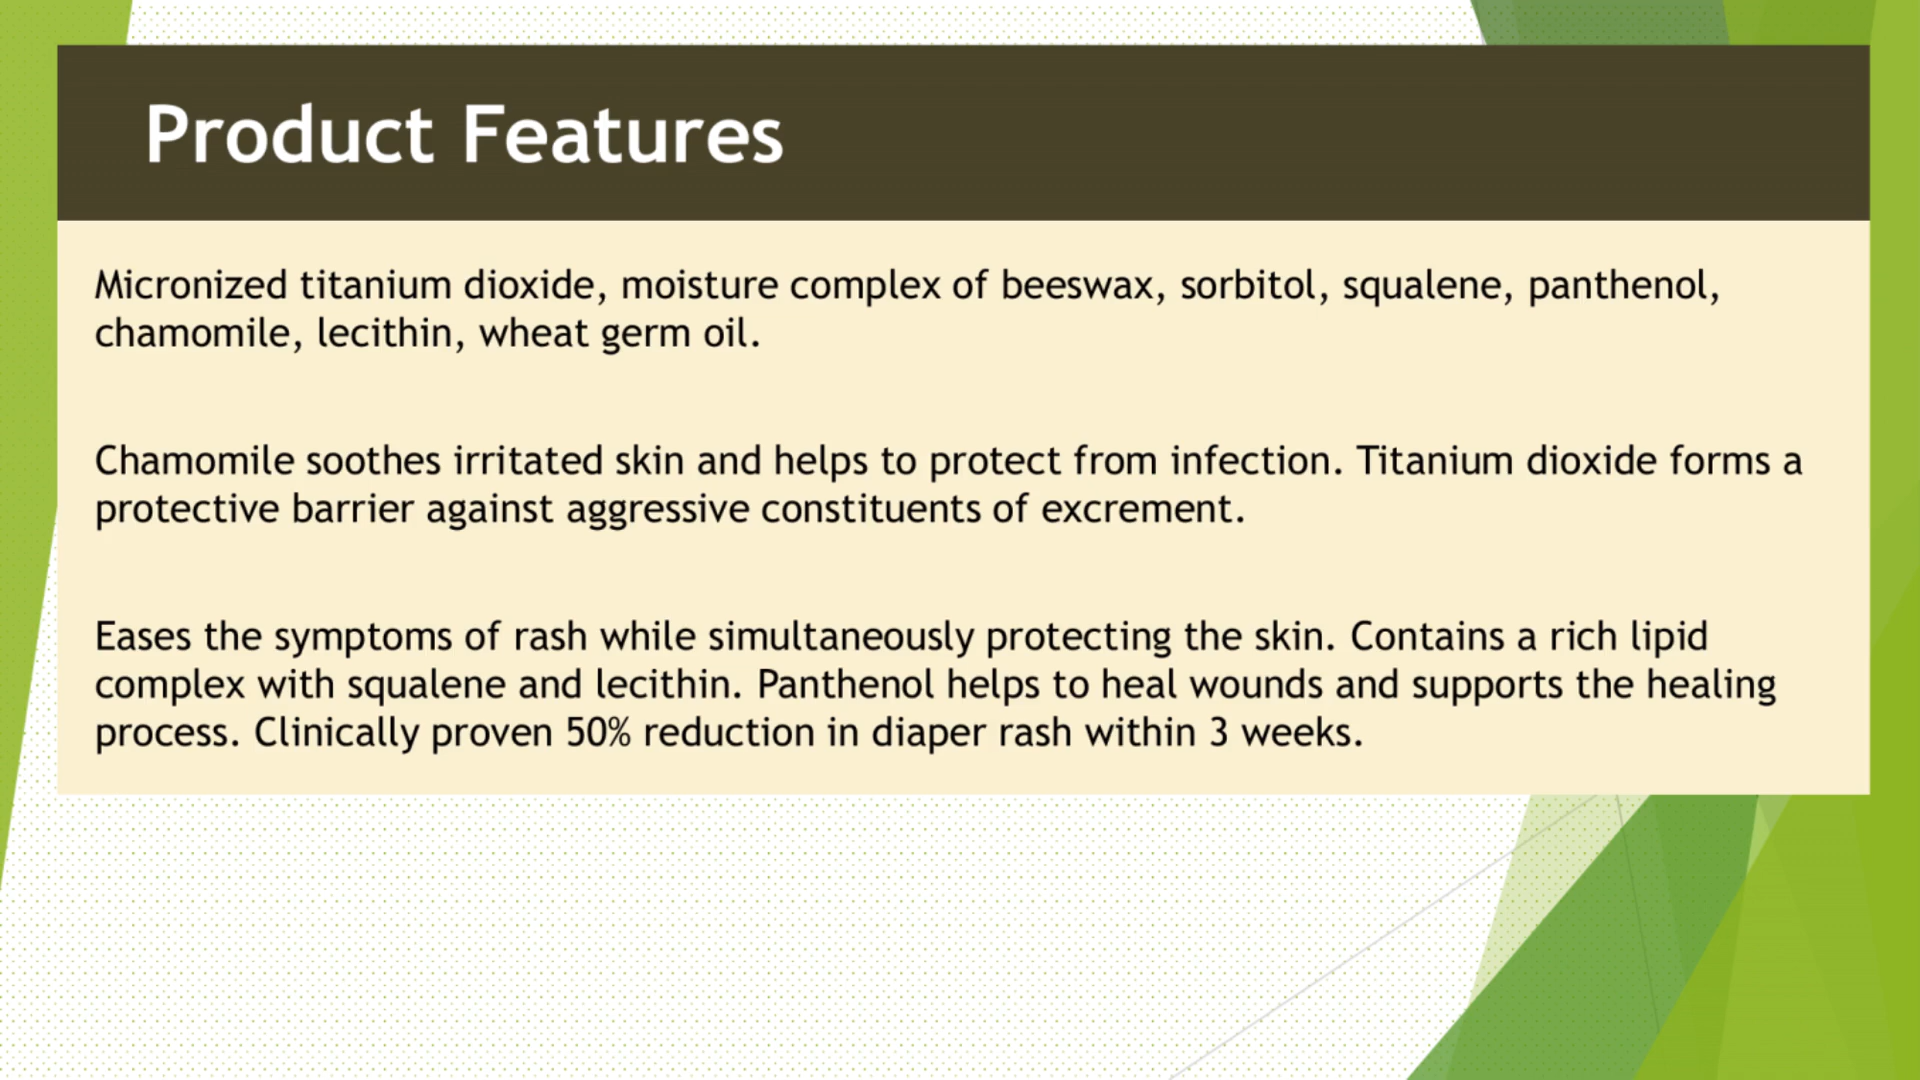 Product Features
Micronized titanium dioxide, moisture complex of beeswax, sorbitol, squalene, panthenol,
chamomile, lecithin, wheat germ oil.
Chamomile soothes irritated skin and helps to protect from infection. Titanium dioxide forms a
protective barrier against aggressive constituents of excrement.
Eases the symptoms of rash while simultaneously protecting the skin. Contains a rich lipid
complex with squalene and lecithin. Panthenol helps to heal wounds and supports the healing
process. Clinically proven 50% reduction in diaper rash within 3 weeks.